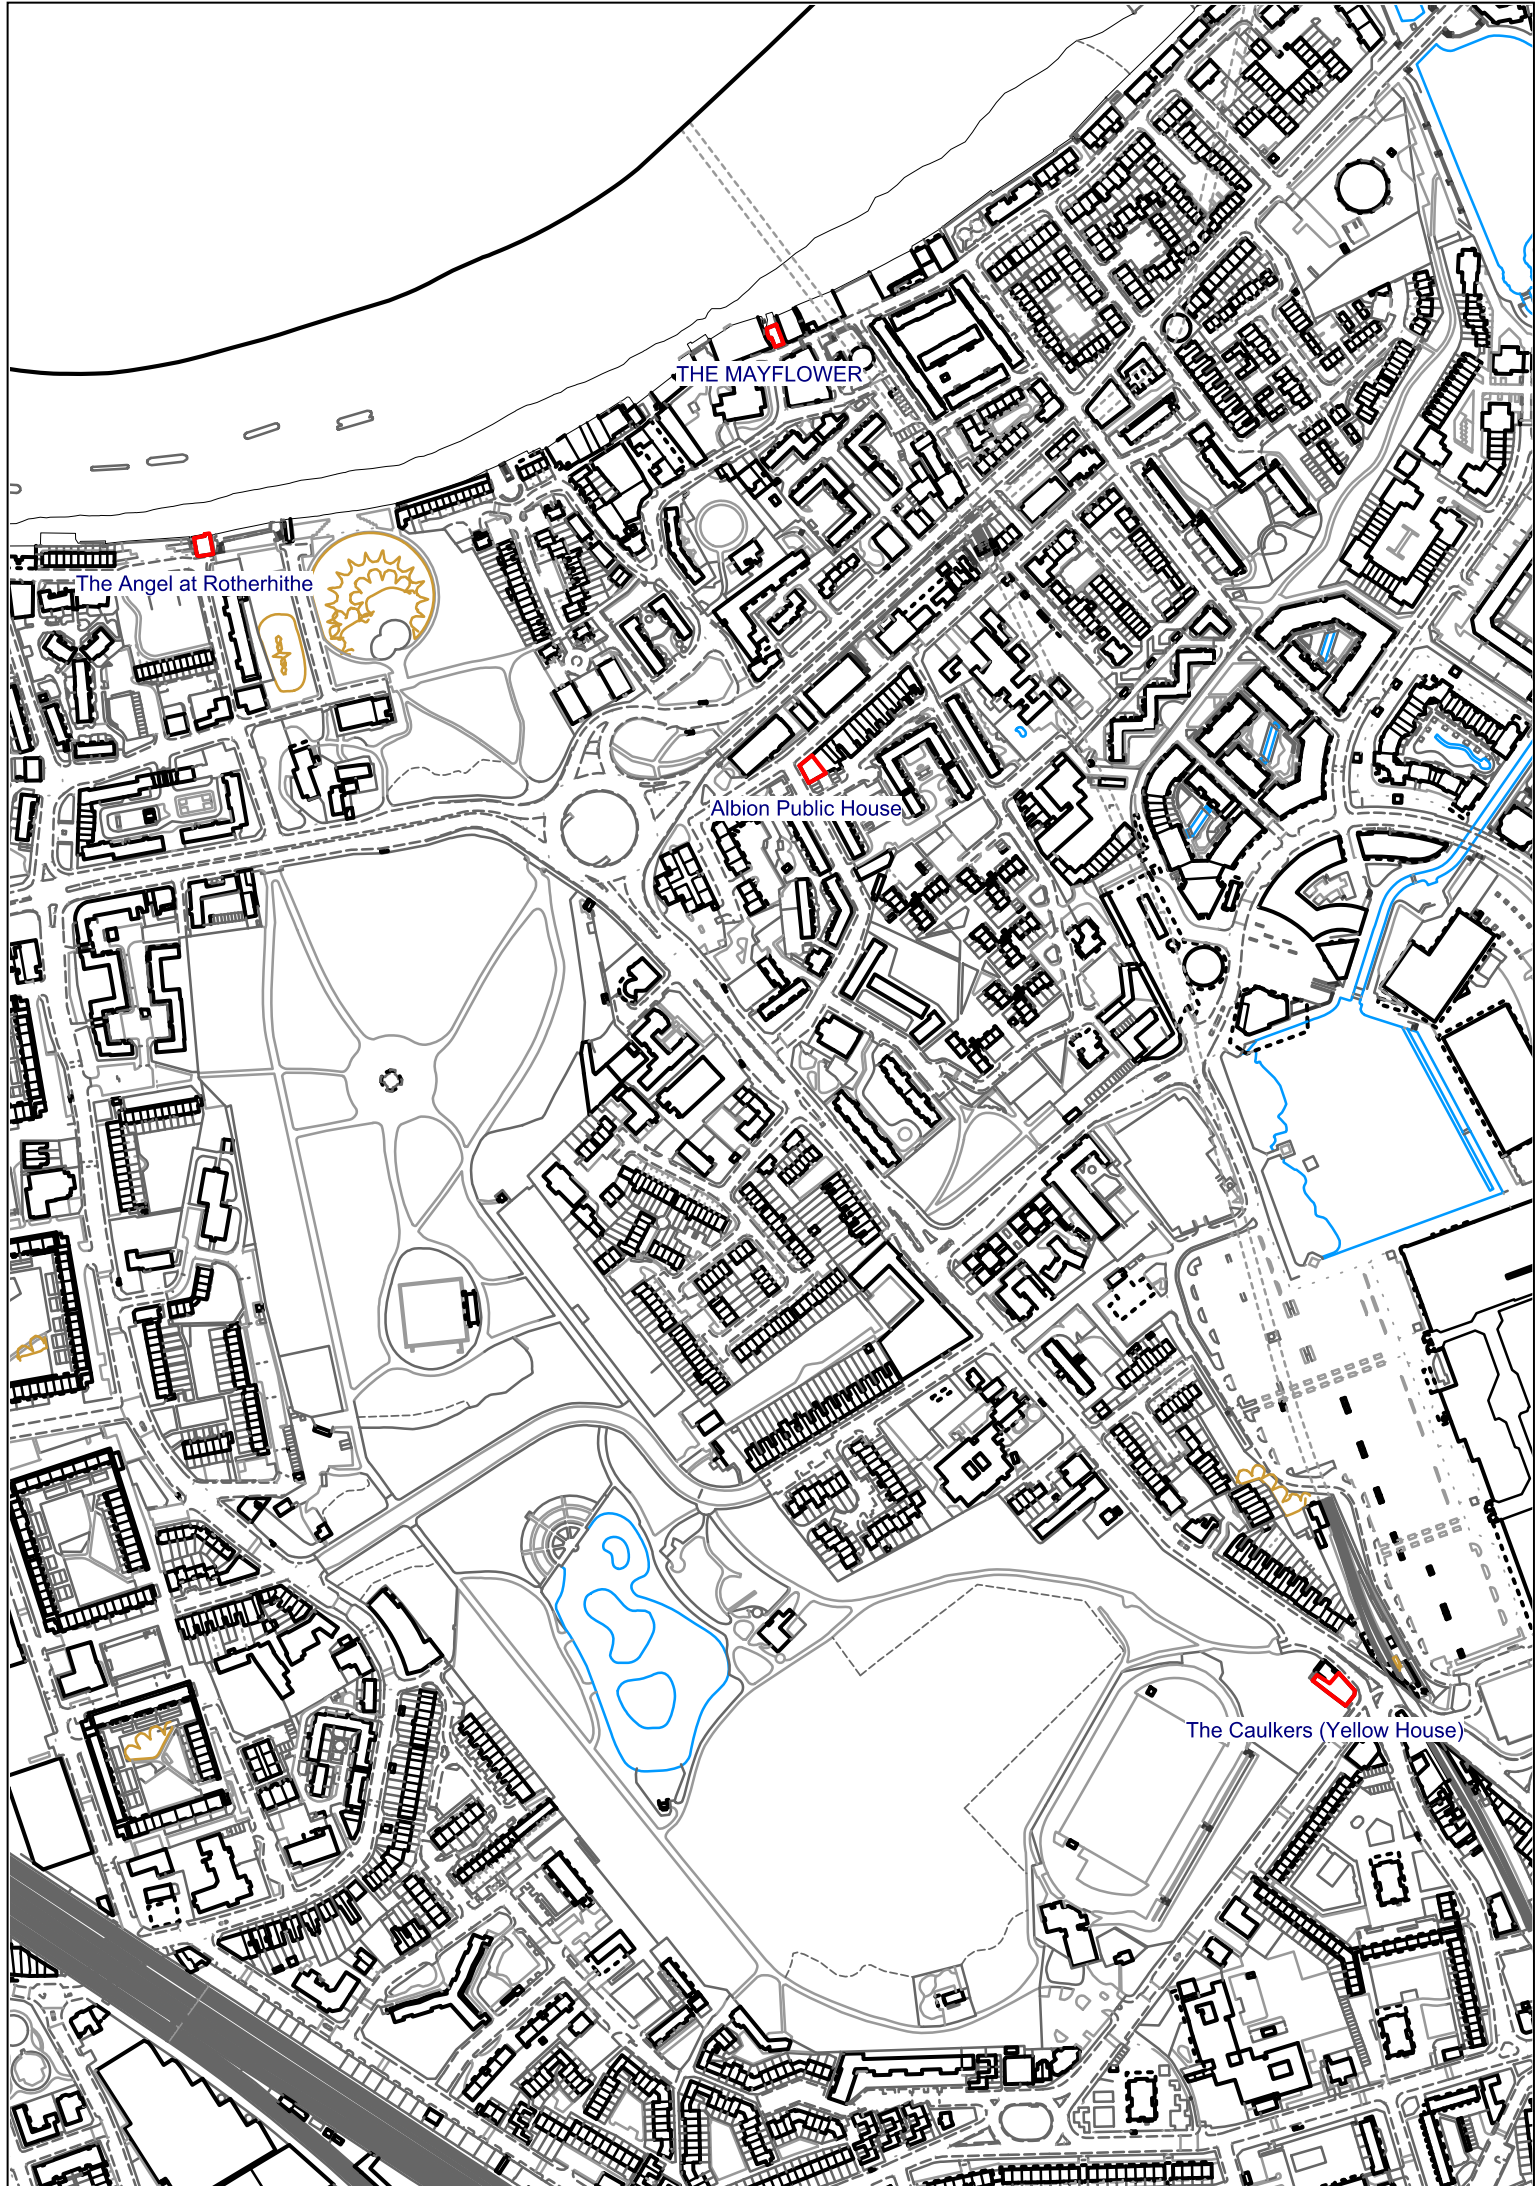 THE MAYFLOWER
The Angel at Rotherhithe
Albion Public House
The Caulkers (Yellow House)